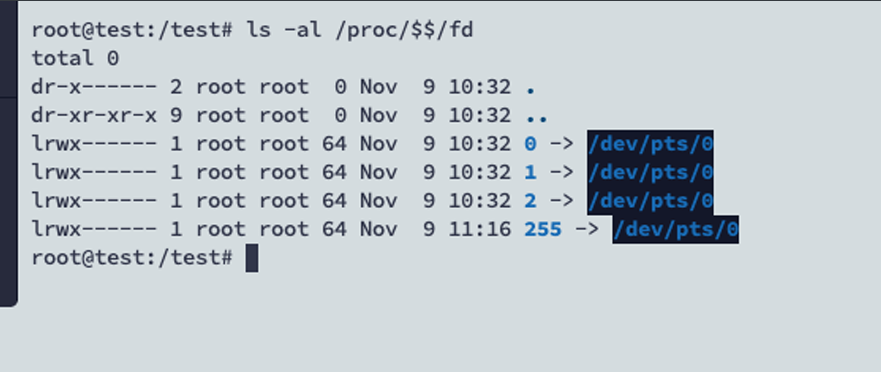 root@test:/test# ls -al /proc/$$/fd
total 0
dr-x------ 2 root root  0 Nov  9 10:32 .
dr-xr-xr-x 9 root root  0 Nov  9 10:32 ..
lrwx------ 1 root root 64 Nov  9 10:32 0 -> /dev/pts/0
lrwx------ 1 root root 64 Nov  9 10:32 1 -> /dev/pts/0
lrwx------ 1 root root 64 Nov  9 10:32 2 -> /dev/pts/0
lrwx------ 1 root root 64 Nov  9 11:16 255 -> /dev/pts/0
root@test:/test#